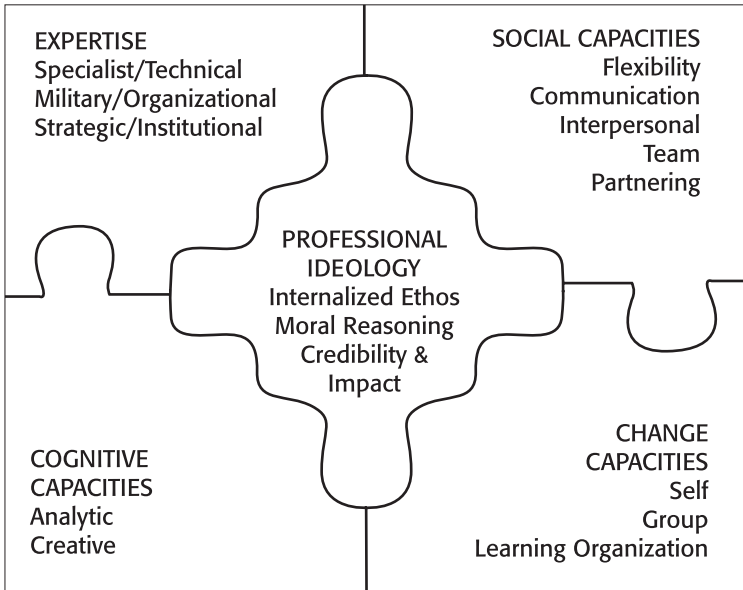 EXPERTISE
Specialist/Technical
Military/Organizational
Strategic/Institutional
SOCIAL CAPACITIES
Flexibility
Communication
Interpersonal
Team
Partnering
PROFESSIONAL
IDEOLOGY
Internalized Ethos
Moral Reasoning
Credibility &
Impact
COGNITIVE
CAPACITIES
Analytic
Creative
CHANGE
CAPACITIES
Self
Group
Learning Organization